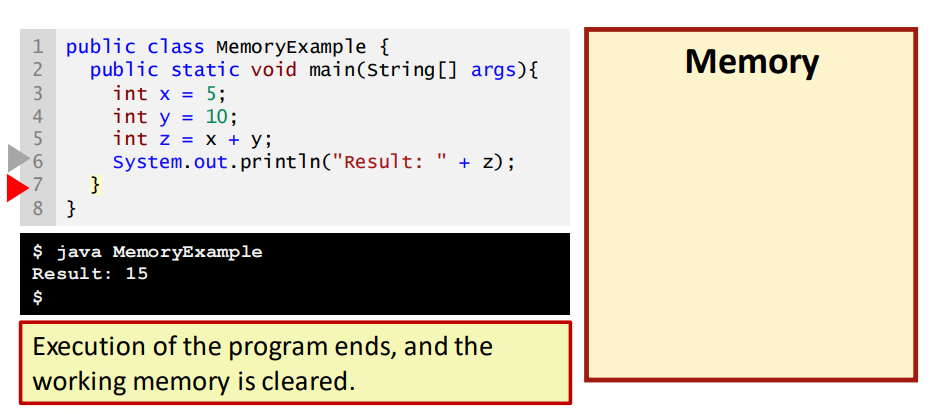 1 public class MemoryExample {
2 public static void main(String[] args){
3 int x = 5;
4 int y = 10;
5 int z = x + y;
6 System.out.println("Result: " + z);
7 }
8 }
$ java MemoryExample
Result: 15
$
Execution of the program ends, and the
working memory is cleared.
Memory